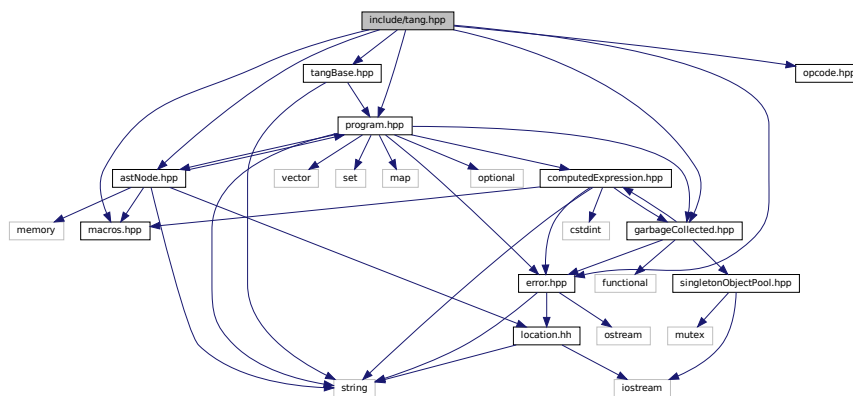 include/tang.hpp
tangBase.hpp
opcode.hpp
program.hpp
astNode.hpp
vector
set
map
optional
computedExpression.hpp
memory
macros.hpp
cstdint
garbageCollected.hpp
error.hpp
functional
singletonObjectPool.hpp
location.hh
ostream
mutex
string
iostream